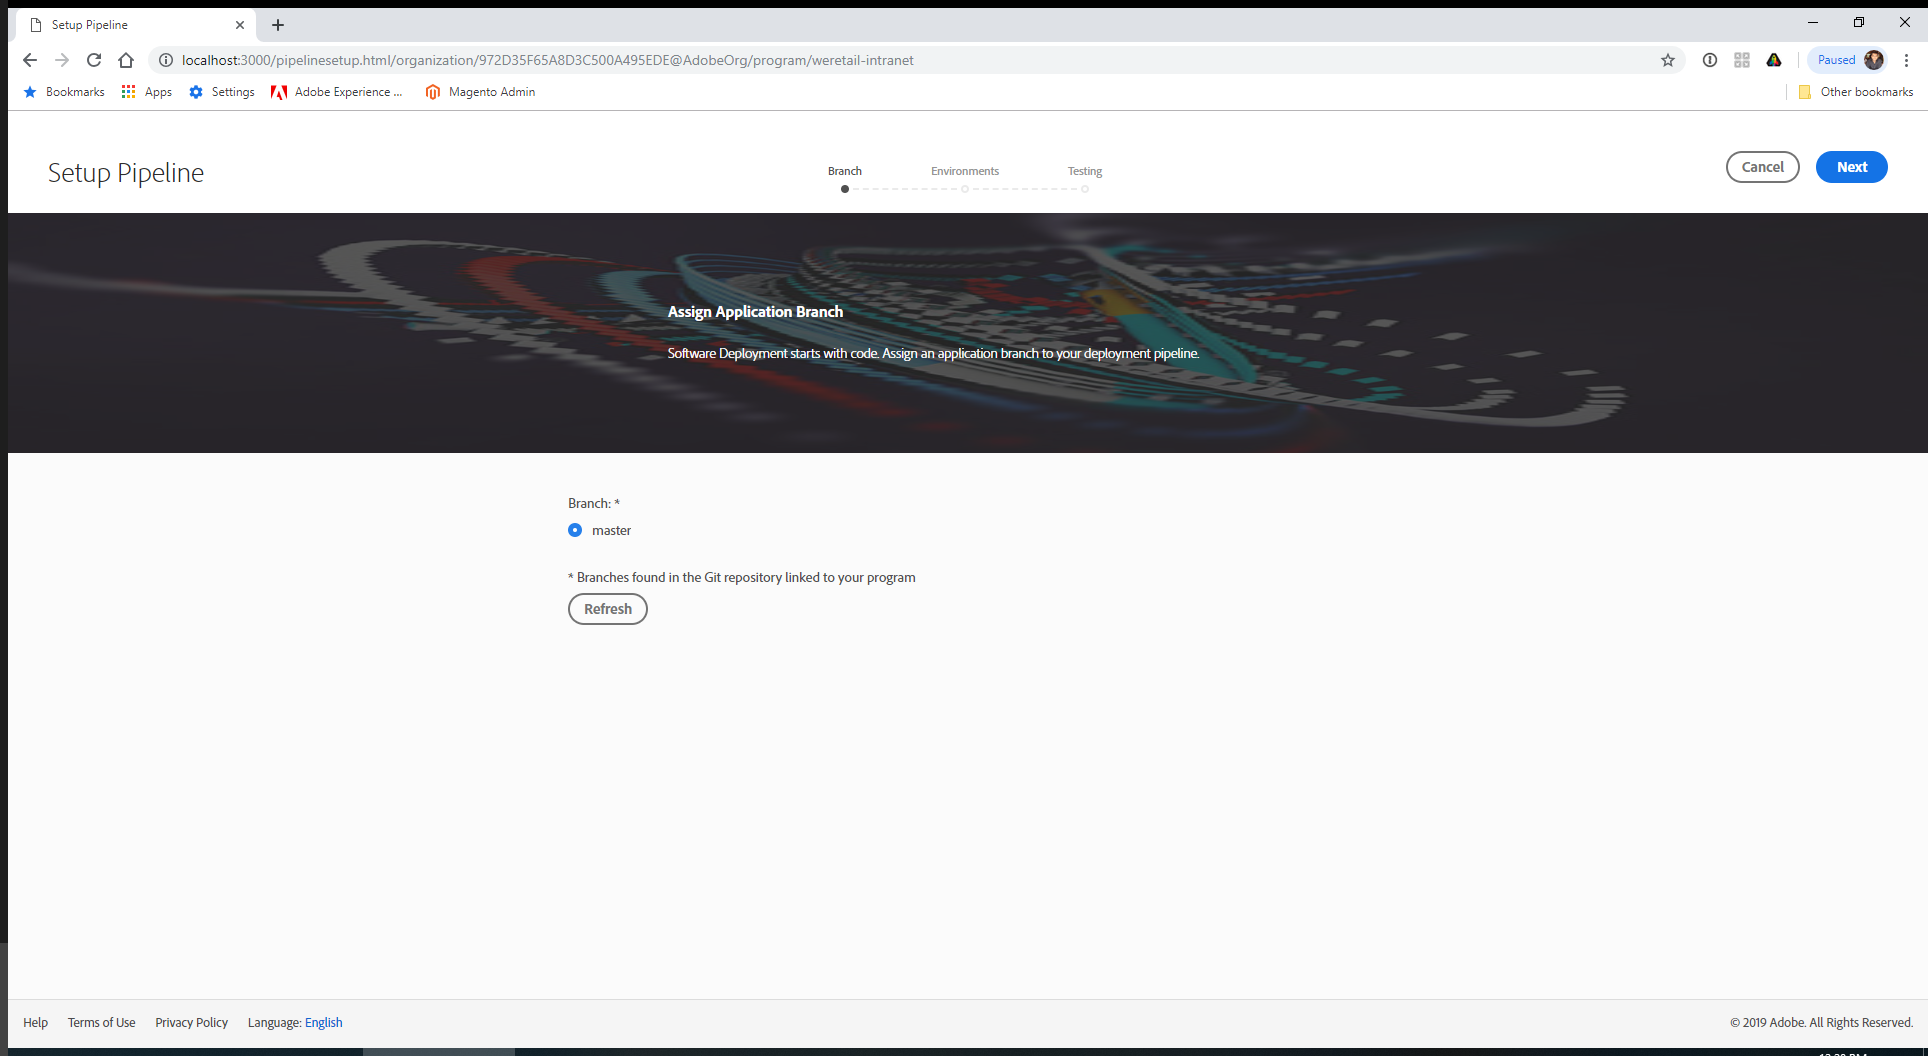 Setup Pipeline
localhost:3000/pipelinesetup.html/organization/972D35F65A8D3C500A495EDE@AdobeOrg/program/weretail-intranet
Paused
Bookmarks Apps Settings Adobe Experience ... Magento Admin Other bookmarks
Setup Pipeline
Branch Environments Testing
Cancel Next
Assign Application Branch
Software Deployment starts with code. Assign an application branch to your deployment pipeline.
Branch: *
master
* Branches found in the Git repository linked to your program
Refresh
Help Terms of Use Privacy Policy Language: English © 2019 Adobe. All Rights Reserved.